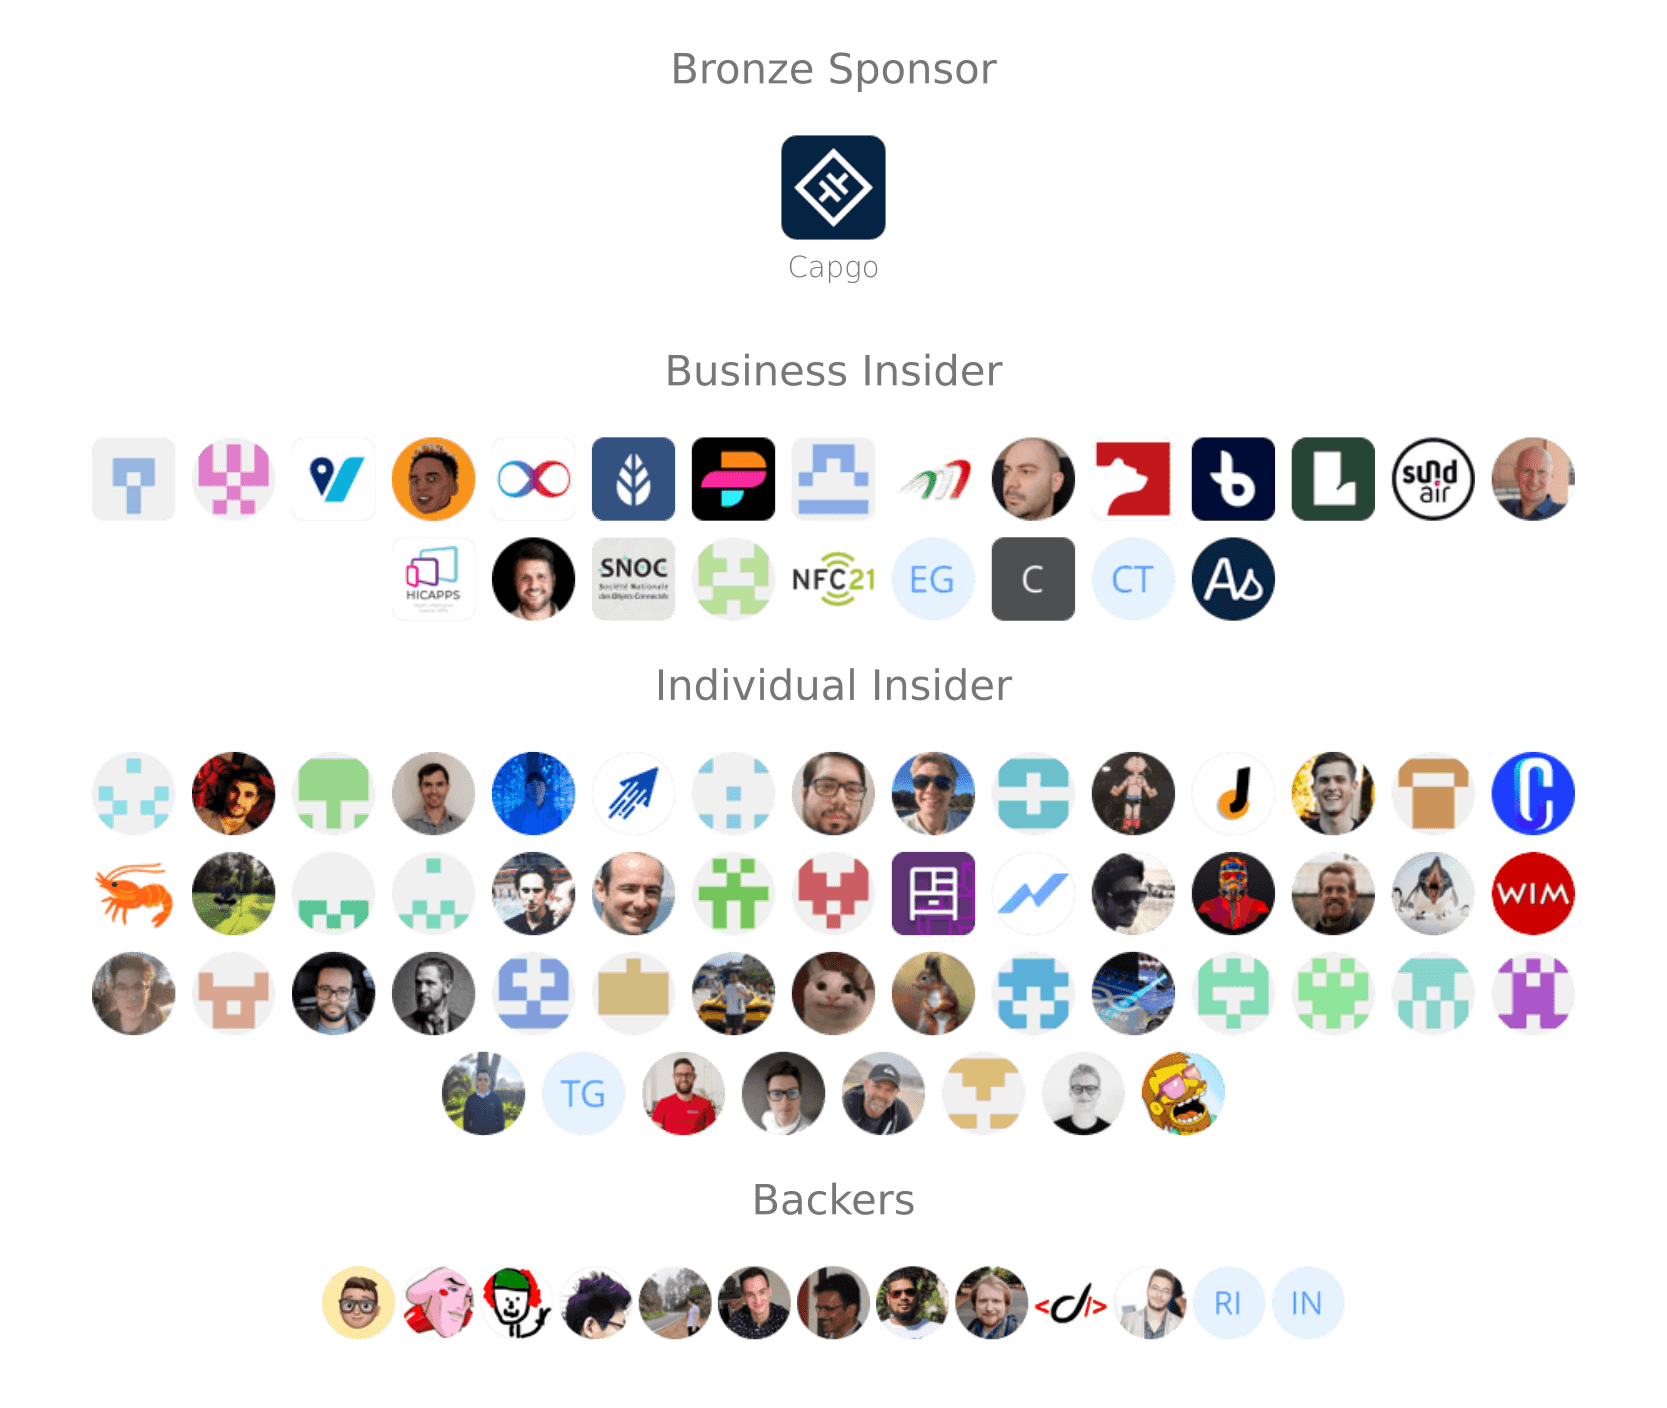 Bronze Sponsor
Capgo
Business Insider
sund
air
HICAPPS
SNOC
Société Nationale
des Objets Connectés
NFC21
EG
C
CT
As
Individual Insider
WIM
TG
Backers
</>
RI
IN